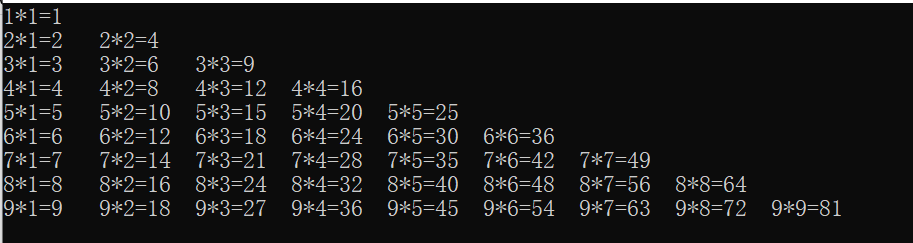 1*1=1
2*1=2 2*2=4
3*1=3 3*2=6 3*3=9
4*1=4 4*2=8 4*3=12 4*4=16
5*1=5 5*2=10 5*3=15 5*4=20 5*5=25
6*1=6 6*2=12 6*3=18 6*4=24 6*5=30 6*6=36
7*1=7 7*2=14 7*3=21 7*4=28 7*5=35 7*6=42 7*7=49
8*1=8 8*2=16 8*3=24 8*4=32 8*5=40 8*6=48 8*7=56 8*8=64
9*1=9 9*2=18 9*3=27 9*4=36 9*5=45 9*6=54 9*7=63 9*8=72 9*9=81